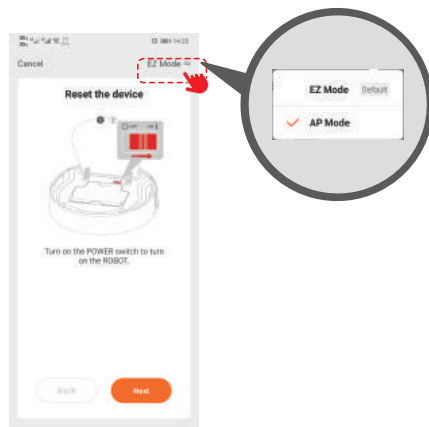 Cancel
EZ Mode
Reset the device
Turn on the POWER switch to turn
on the ROBOT.
Back
Next
EZ Mode Default
AP Mode